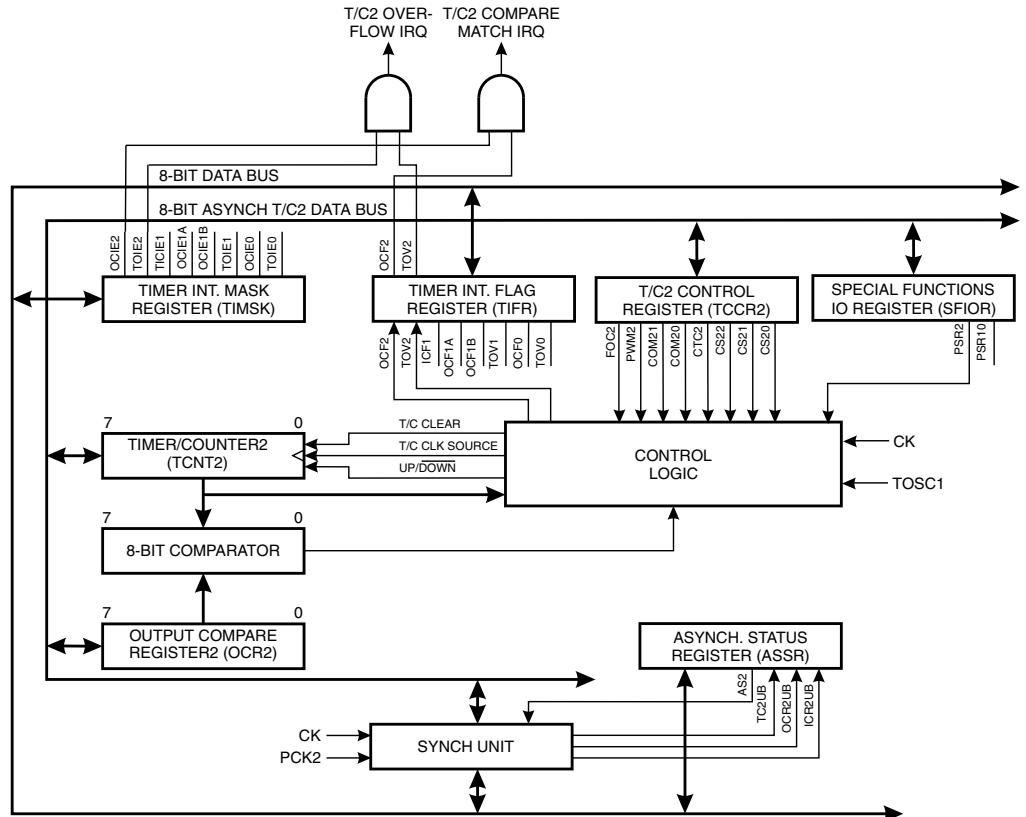 T/C2 OVER-
FLOW IRQ
T/C2 COMPARE
MATCH IRQ
8-BIT DATA BUS
8-BIT ASYNCH T/C2 DATA BUS
OCIE2
TOIE2
TICIE1
OCIE1A
OCIE1B
TOIE1
OCIE0
TOIE0
OCF2
TOV2
TIMER INT. MASK
REGISTER (TIMSK)
TIMER INT. FLAG
REGISTER (TIFR)
T/C2 CONTROL
REGISTER (TCCR2)
SPECIAL FUNCTIONS
IO REGISTER (SFIOR)
OCF2
TOV2
ICF1
OCF1A
OCF1B
TOV1
OCF0
TOV0
FOC2
PWM2
COM21
COM20
CTC2
CS22
CS21
CS20
PSR2
PSR10
7 0
TIMER/COUNTER2
(TCNT2)
T/C CLEAR
T/C CLK SOURCE
UP/DOWN
CONTROL
LOGIC
CK
TOSC1
7 0
8-BIT COMPARATOR
7 0
OUTPUT COMPARE
REGISTER2 (OCR2)
ASYNCH. STATUS
REGISTER (ASSR)
AS2
TC2UB
OCR2UB
ICR2UB
CK
PCK2
SYNCH UNIT